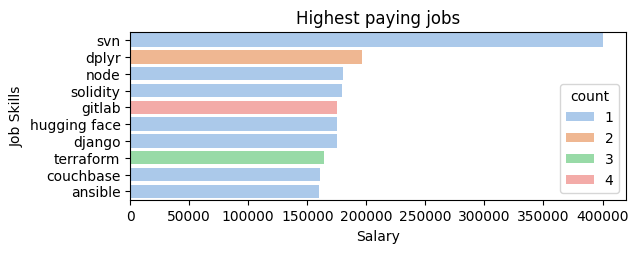 Highest paying jobs
Job Skills
svn
dplyr
node
solidity
gitlab
hugging face
django
terraform
couchbase
ansible
count
1
2
3
4
0 50000 100000 150000 200000 250000 300000 350000 400000
Salary